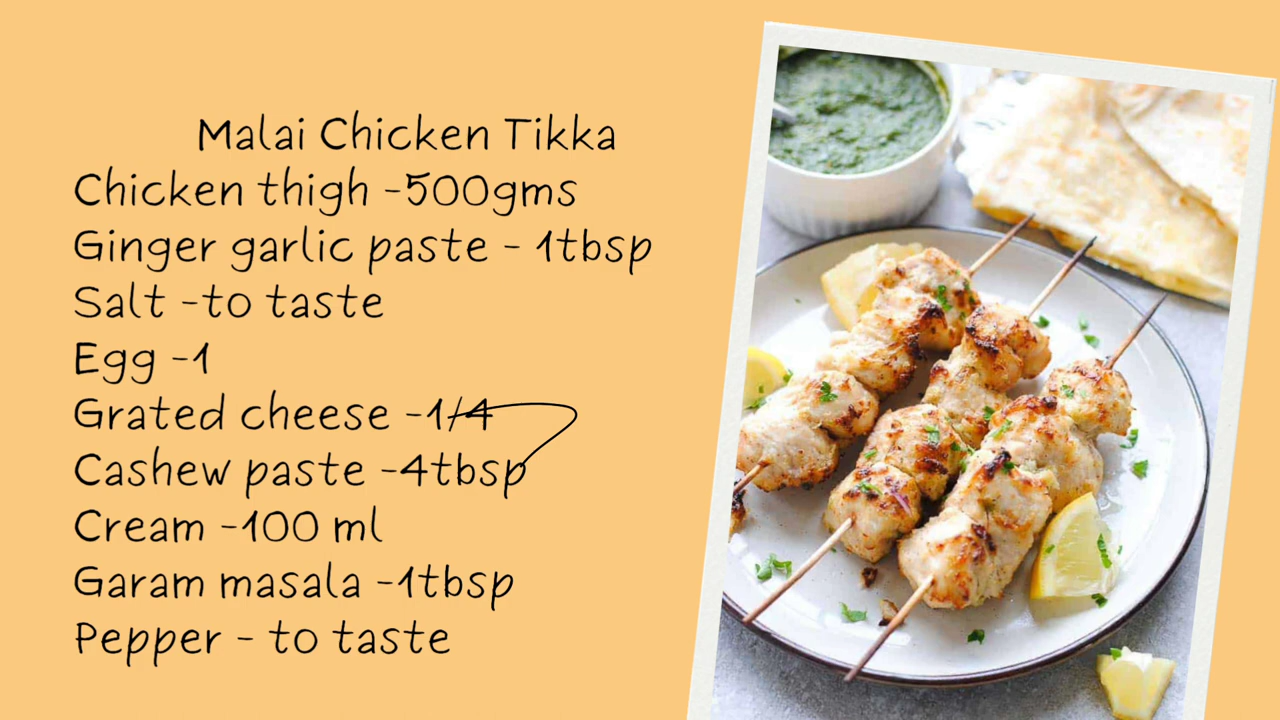 Malai Chicken Tikka
Chicken thigh -500gms
Ginger garlic paste - 1tbsp
Salt -to taste
Egg -1
Grated cheese -1/4
Cashew paste -4tbsp
Cream -100 ml
Garam masala -1tbsp
Pepper - to taste